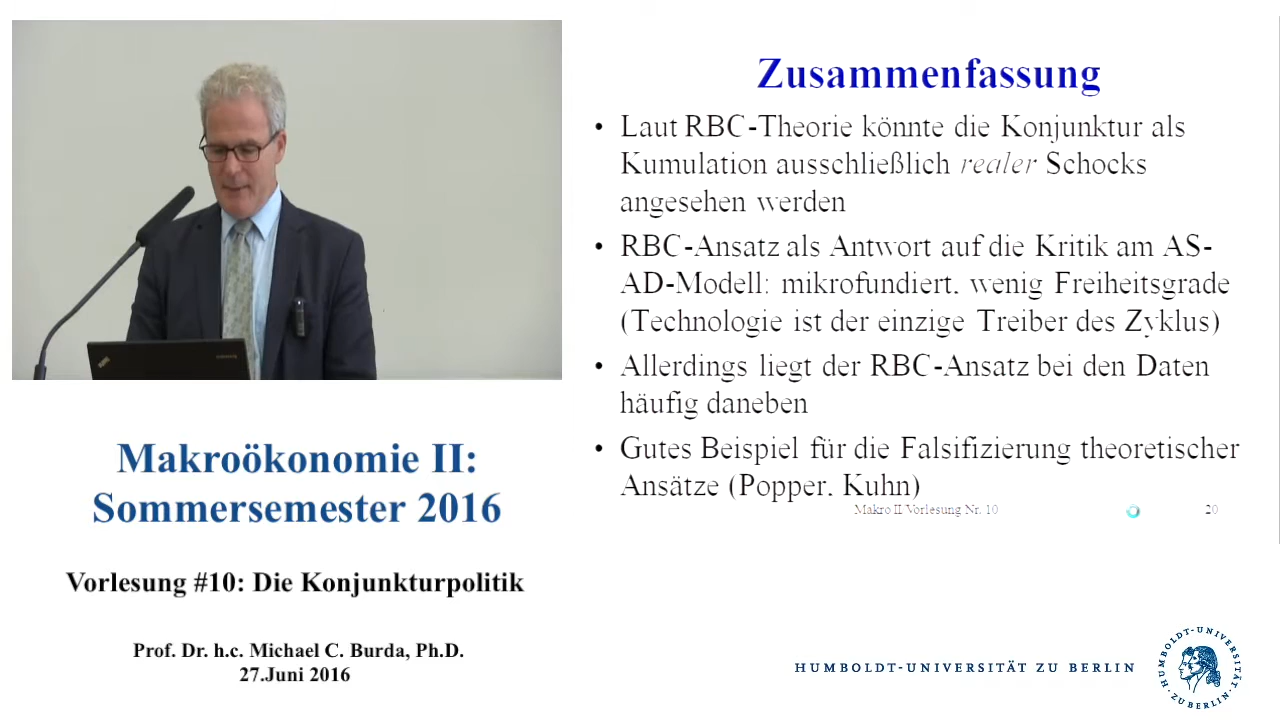 Zusammenfassung
• Laut RBC-Theorie könnte die Konjunktur als
Kumulation ausschließlich realer Schocks
angesehen werden
• RBC-Ansatz als Antwort auf die Kritik am AS-
AD-Modell: mikrofundiert, wenig Freiheitsgrade
(Technologie ist der einzige Treiber des Zyklus)
• Allerdings liegt der RBC-Ansatz bei den Daten
häufig daneben
• Gutes Beispiel für die Falsifizierung theoretischer
Ansätze (Popper, Kuhn)
Makro II Vorlesung Nr. 10
20
Makroökonomie II:
Sommersemester 2016
Vorlesung #10: Die Konjunkturpolitik
Prof. Dr. h.c. Michael C. Burda, Ph.D.
27.Juni 2016
HUMBOLDT-UNIVERSITÄT ZU BERLIN
HUMBOLDT-UNIVERSITÄT
·ZU BERLIN·